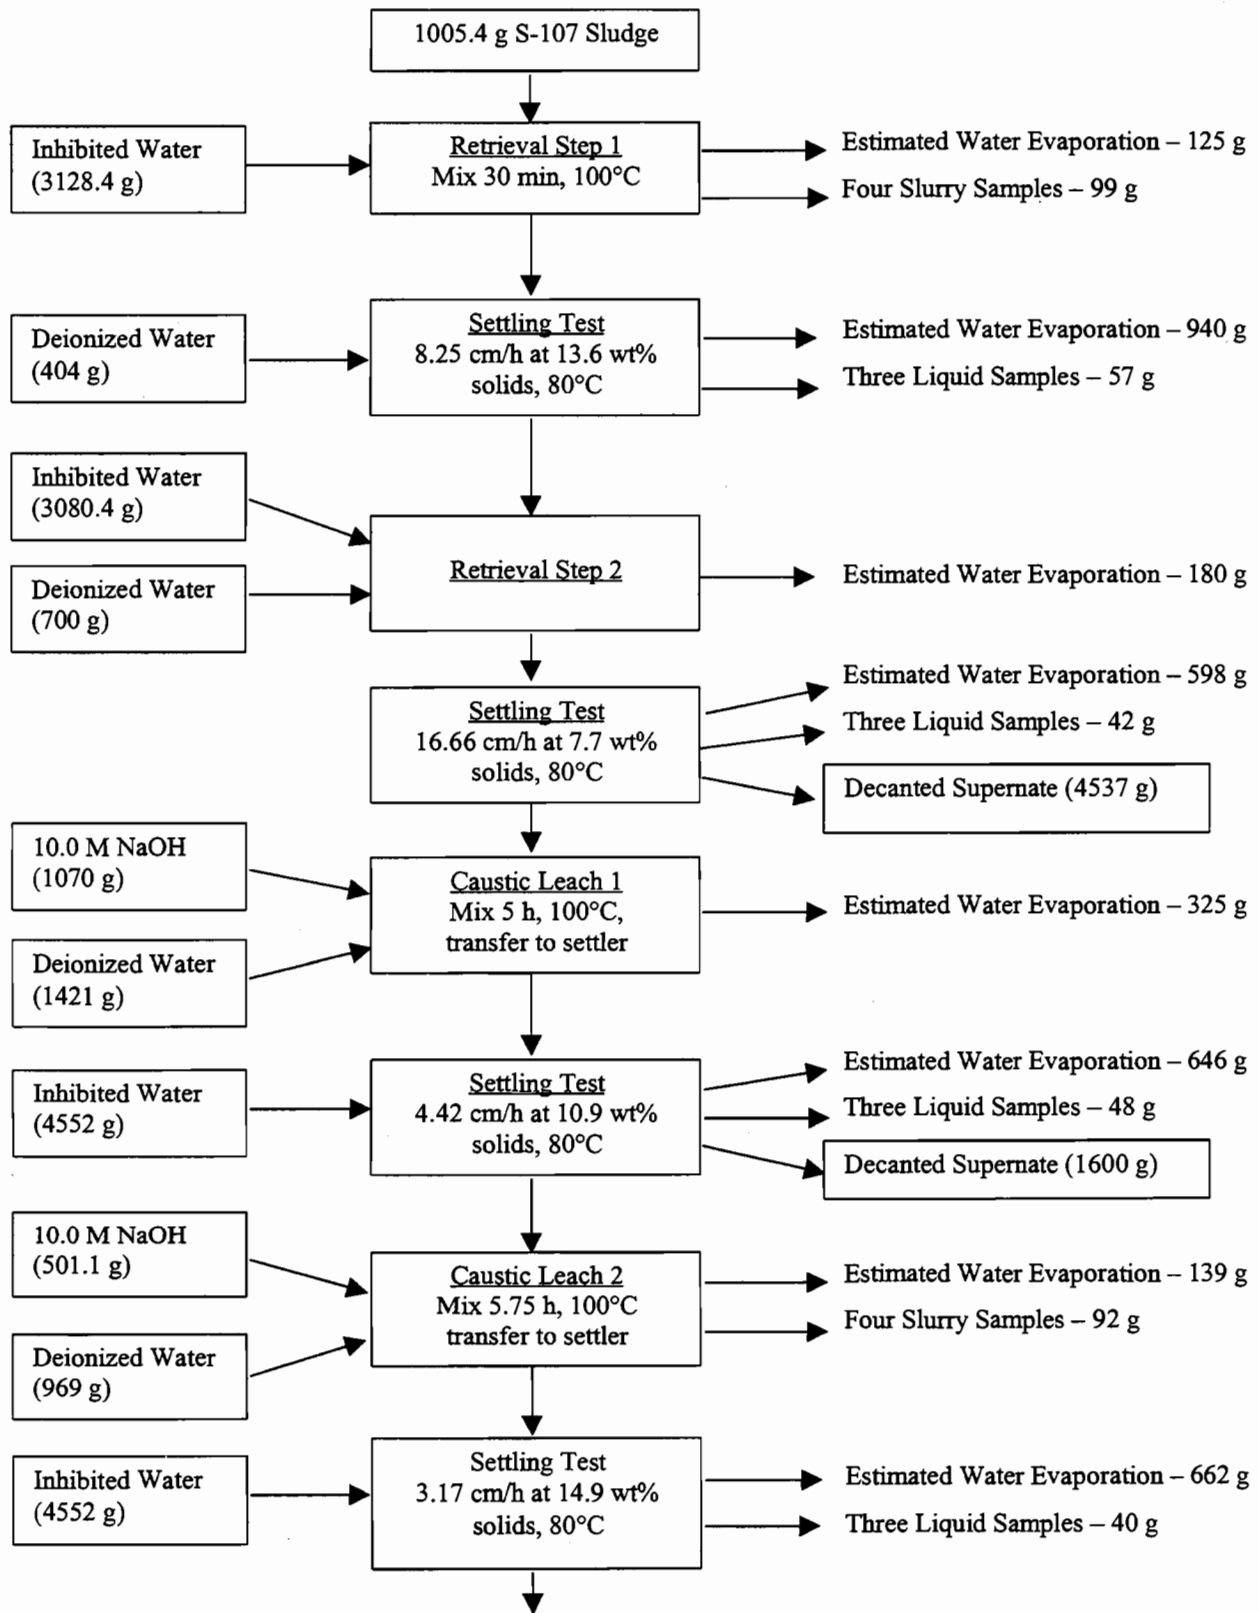 1005.4 g S-107 Sludge
Inhibited Water
(3128.4 g)
Retrieval Step 1
Mix 30 min, 100°C
Estimated Water Evaporation – 125 g
Four Slurry Samples – 99 g
Deionized Water
(404 g)
Settling Test
8.25 cm/h at 13.6 wt%
solids, 80°C
Estimated Water Evaporation – 940 g
Three Liquid Samples – 57 g
Inhibited Water
(3080.4 g)
Deionized Water
(700 g)
Retrieval Step 2
Estimated Water Evaporation – 180 g
Settling Test
16.66 cm/h at 7.7 wt%
solids, 80°C
Estimated Water Evaporation – 598 g
Three Liquid Samples – 42 g
Decanted Supernate (4537 g)
10.0 M NaOH
(1070 g)
Deionized Water
(1421 g)
Caustic Leach 1
Mix 5 h, 100°C,
transfer to settler
Estimated Water Evaporation – 325 g
Inhibited Water
(4552 g)
Settling Test
4.42 cm/h at 10.9 wt%
solids, 80°C
Estimated Water Evaporation – 646 g
Three Liquid Samples – 48 g
Decanted Supernate (1600 g)
10.0 M NaOH
(501.1 g)
Deionized Water
(969 g)
Caustic Leach 2
Mix 5.75 h, 100°C
transfer to settler
Estimated Water Evaporation – 139 g
Four Slurry Samples – 92 g
Inhibited Water
(4552 g)
Settling Test
3.17 cm/h at 14.9 wt%
solids, 80°C
Estimated Water Evaporation – 662 g
Three Liquid Samples – 40 g